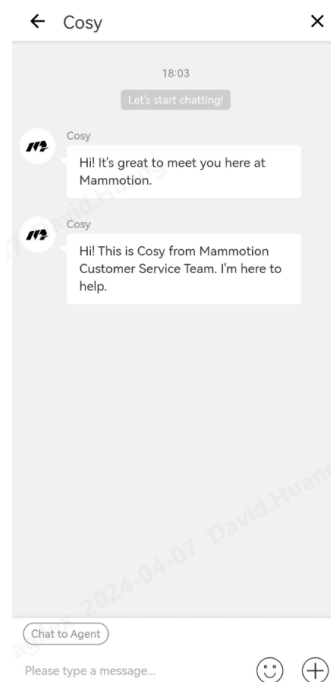 Cosy
18:03
Let's start chatting!
Cosy
Hi! It's great to meet you here at
Mammotion.
Cosy
Hi! This is Cosy from Mammotion
Customer Service Team. I'm here to
help.
2024-04-07 David.Huang
Chat to Agent
Please type a message...